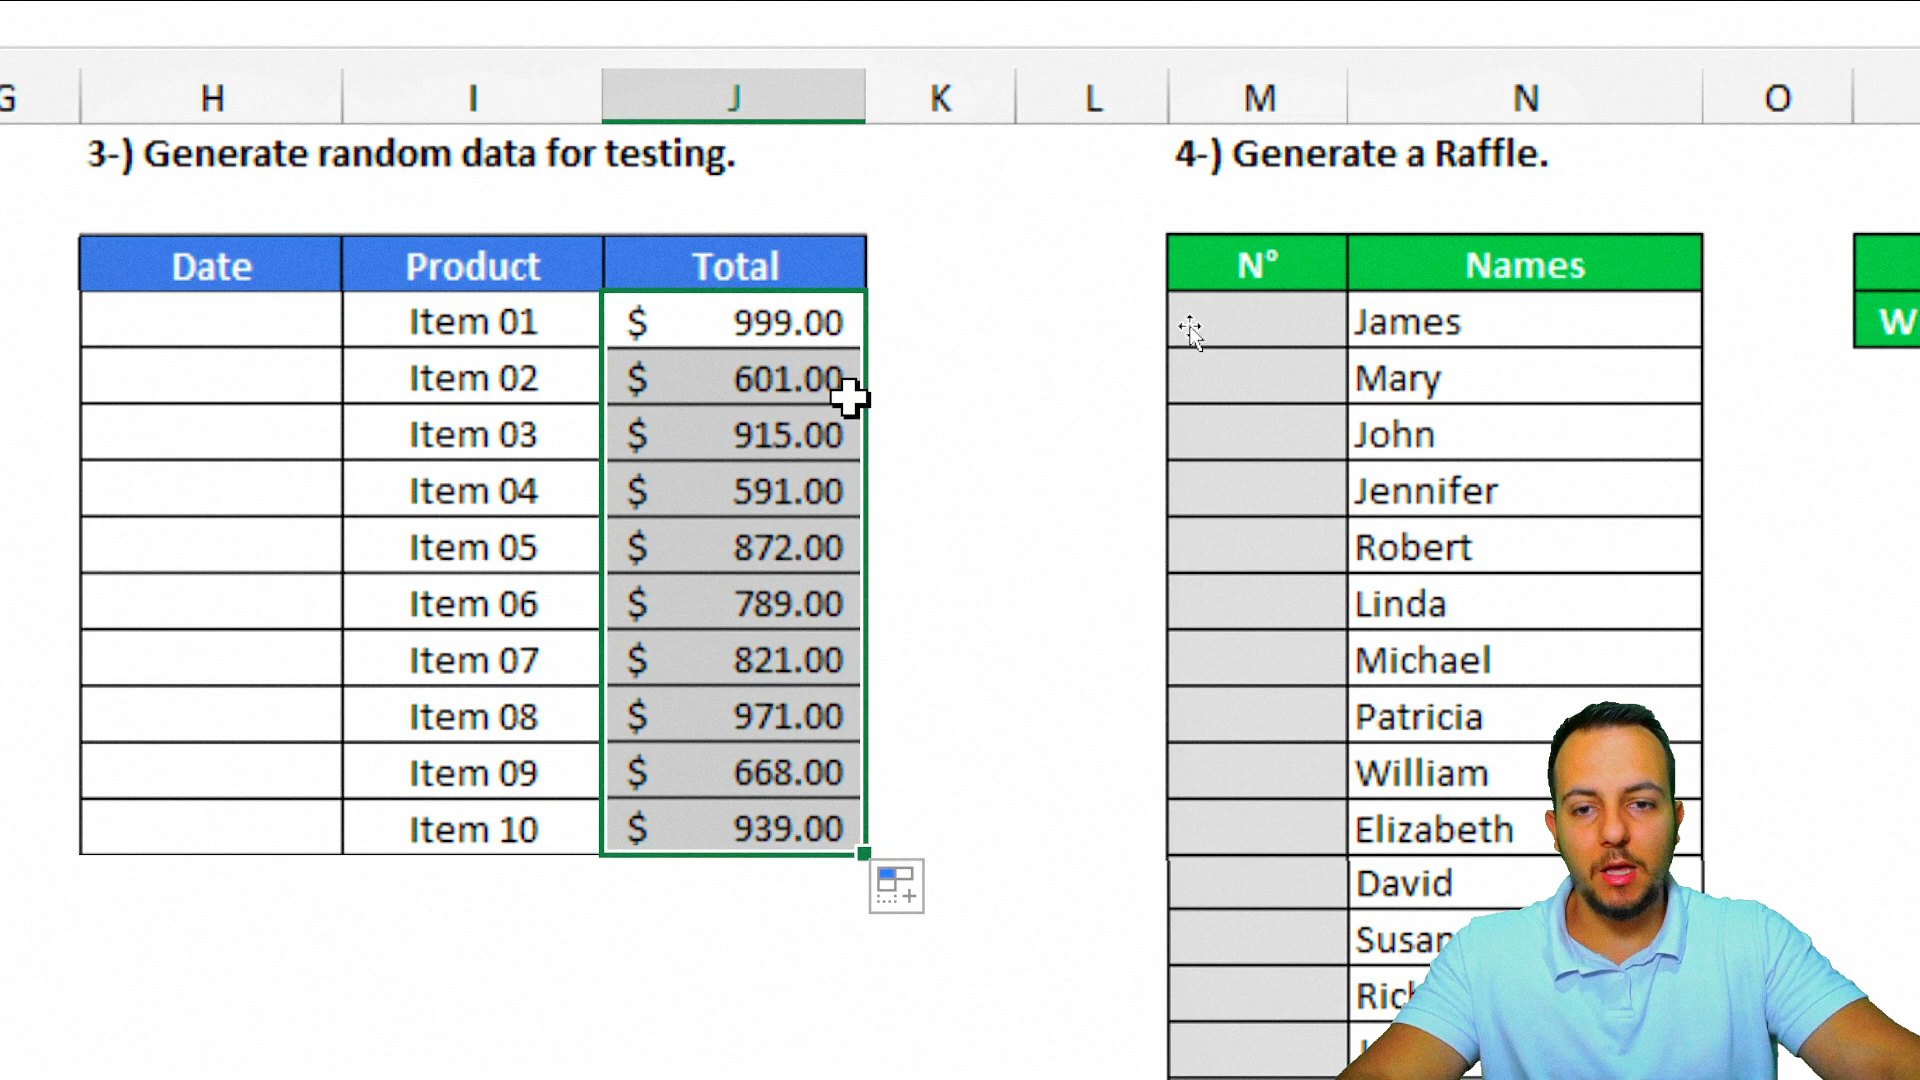 G H I J K L M N O
3-) Generate random data for testing.
4-) Generate a Raffle.
Date Product Total
Item 01 $ 999.00
Item 02 $ 601.00
Item 03 $ 915.00
Item 04 $ 591.00
Item 05 $ 872.00
Item 06 $ 789.00
Item 07 $ 821.00
Item 08 $ 971.00
Item 09 $ 668.00
Item 10 $ 939.00
N° Names
James
Mary
John
Jennifer
Robert
Linda
Michael
Patricia
William
Elizabeth
David
Susan
W